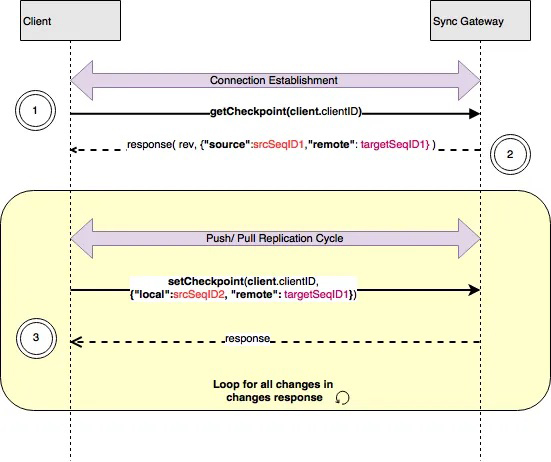 Client
Sync Gateway
Connection Establishment
1
getCheckpoint(client.clientID)
response( rev, {"source":srcSeqID1,"remote": targetSeqID1} )
2
Push/ Pull Replication Cycle
setCheckpoint(client.clientID,
{"local":srcSeqID2, "remote": targetSeqID1})
3
response
Loop for all changes in
changes response